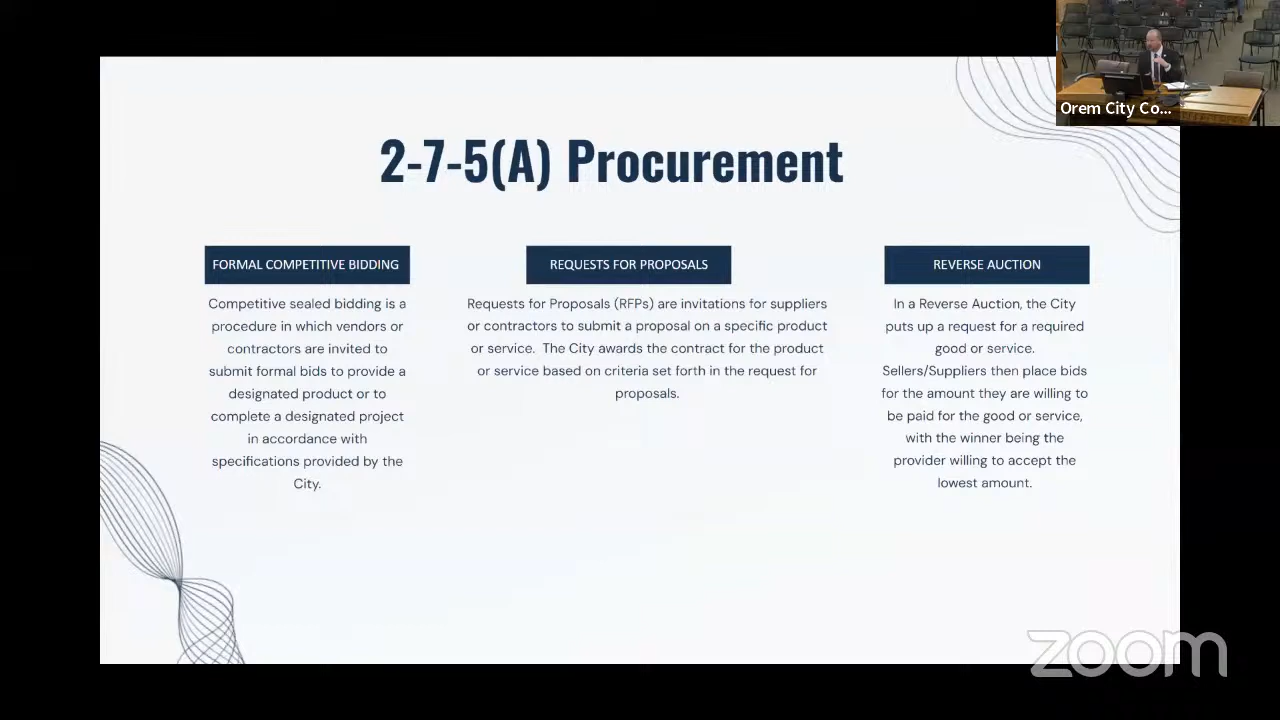 Orem City Co...
2-7-5(A) Procurement
FORMAL COMPETITIVE BIDDING
Competitive sealed bidding is a
procedure in which vendors or
contractors are invited to
submit formal bids to provide a
designated product or to
complete a designated project
in accordance with
specifications provided by the
City.
REQUESTS FOR PROPOSALS
Requests for Proposals (RFPs) are invitations for suppliers
or contractors to submit a proposal on a specific product
or service.  The City awards the contract for the product
or service based on criteria set forth in the request for
proposals.
REVERSE AUCTION
In a Reverse Auction, the City
puts up a request for a required
good or service.
Sellers/Suppliers then place bids
for the amount they are willing to
be paid for the good or service,
with the winner being the
provider willing to accept the
lowest amount.
zoom